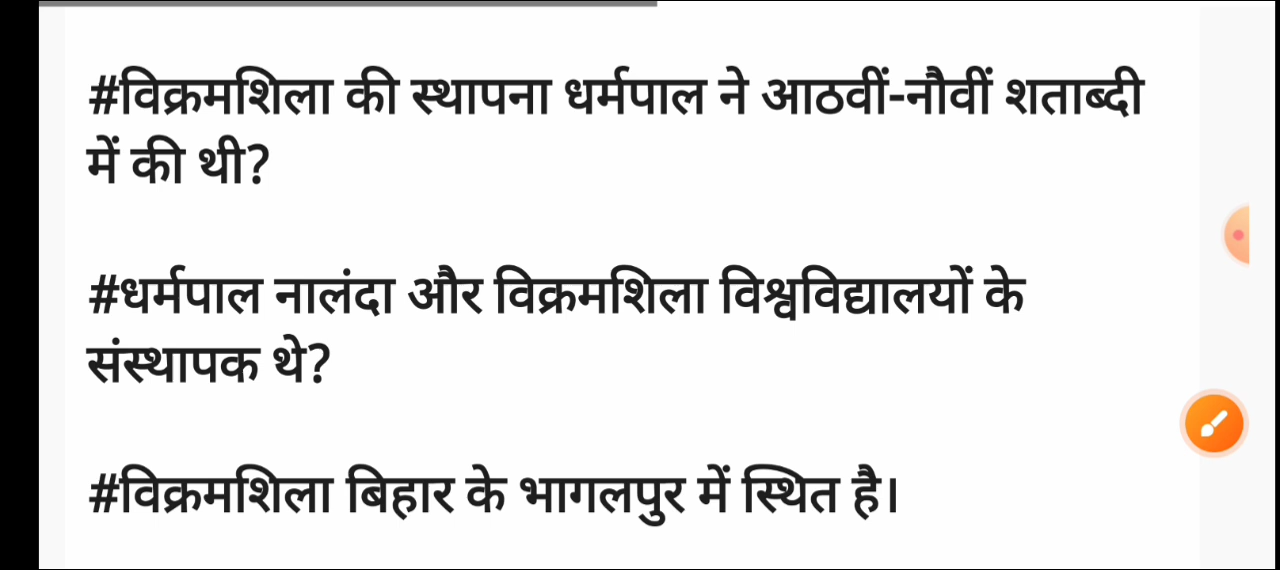 #विक्रमशिला की स्थापना धर्मपाल ने आठवीं-नौवीं शताब्दी
में की थी?
#धर्मपाल नालंदा और विक्रमशिला विश्वविद्यालयों के
संस्थापक थे?
#विक्रमशिला बिहार के भागलपुर में स्थित है।